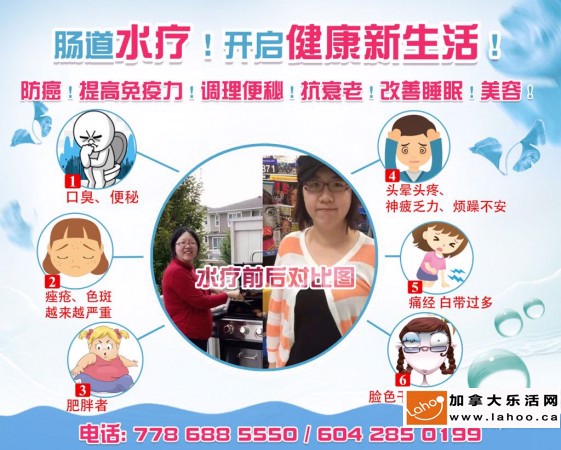 肠道水疗！开启健康新生活！
防癌！提高免疫力！调理便秘！抗衰老！改善睡眠！美容！
1
口臭、便秘
2
痤疮、色斑
越来越严重
3
肥胖者
871
水疗前后对比图
4
头晕头疼、
神疲乏力、烦躁不安
5
痛经 白带过多
6
脸色
Lahoo
加拿大乐活网
www.lahoo.ca
电话: 778 688 5550 / 604 285 0199